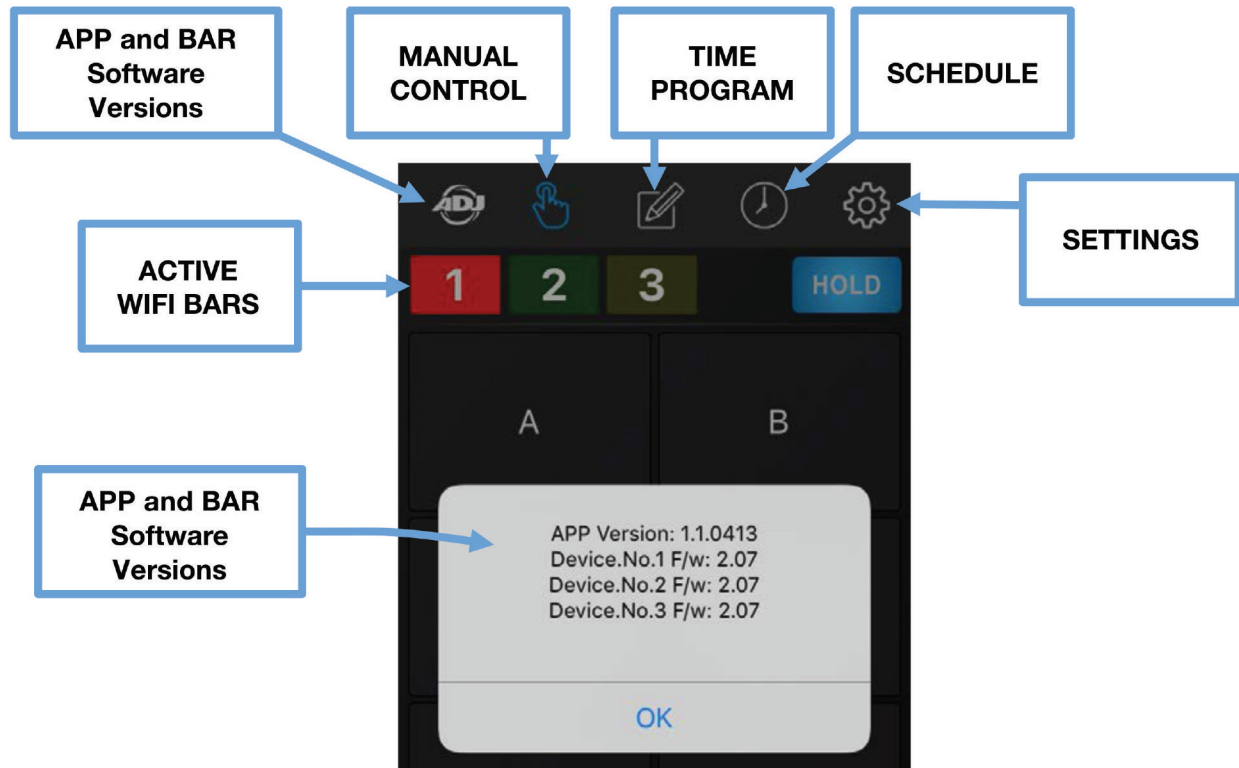 APP and BAR
Software
Versions
MANUAL
CONTROL
TIME
PROGRAM
SCHEDULE
SETTINGS
ADJ
ACTIVE
WIFI BARS
1 2 3 HOLD
A B
APP and BAR
Software
Versions
APP Version: 1.1.0413
Device.No.1 F/w: 2.07
Device.No.2 F/w: 2.07
Device.No.3 F/w: 2.07
OK